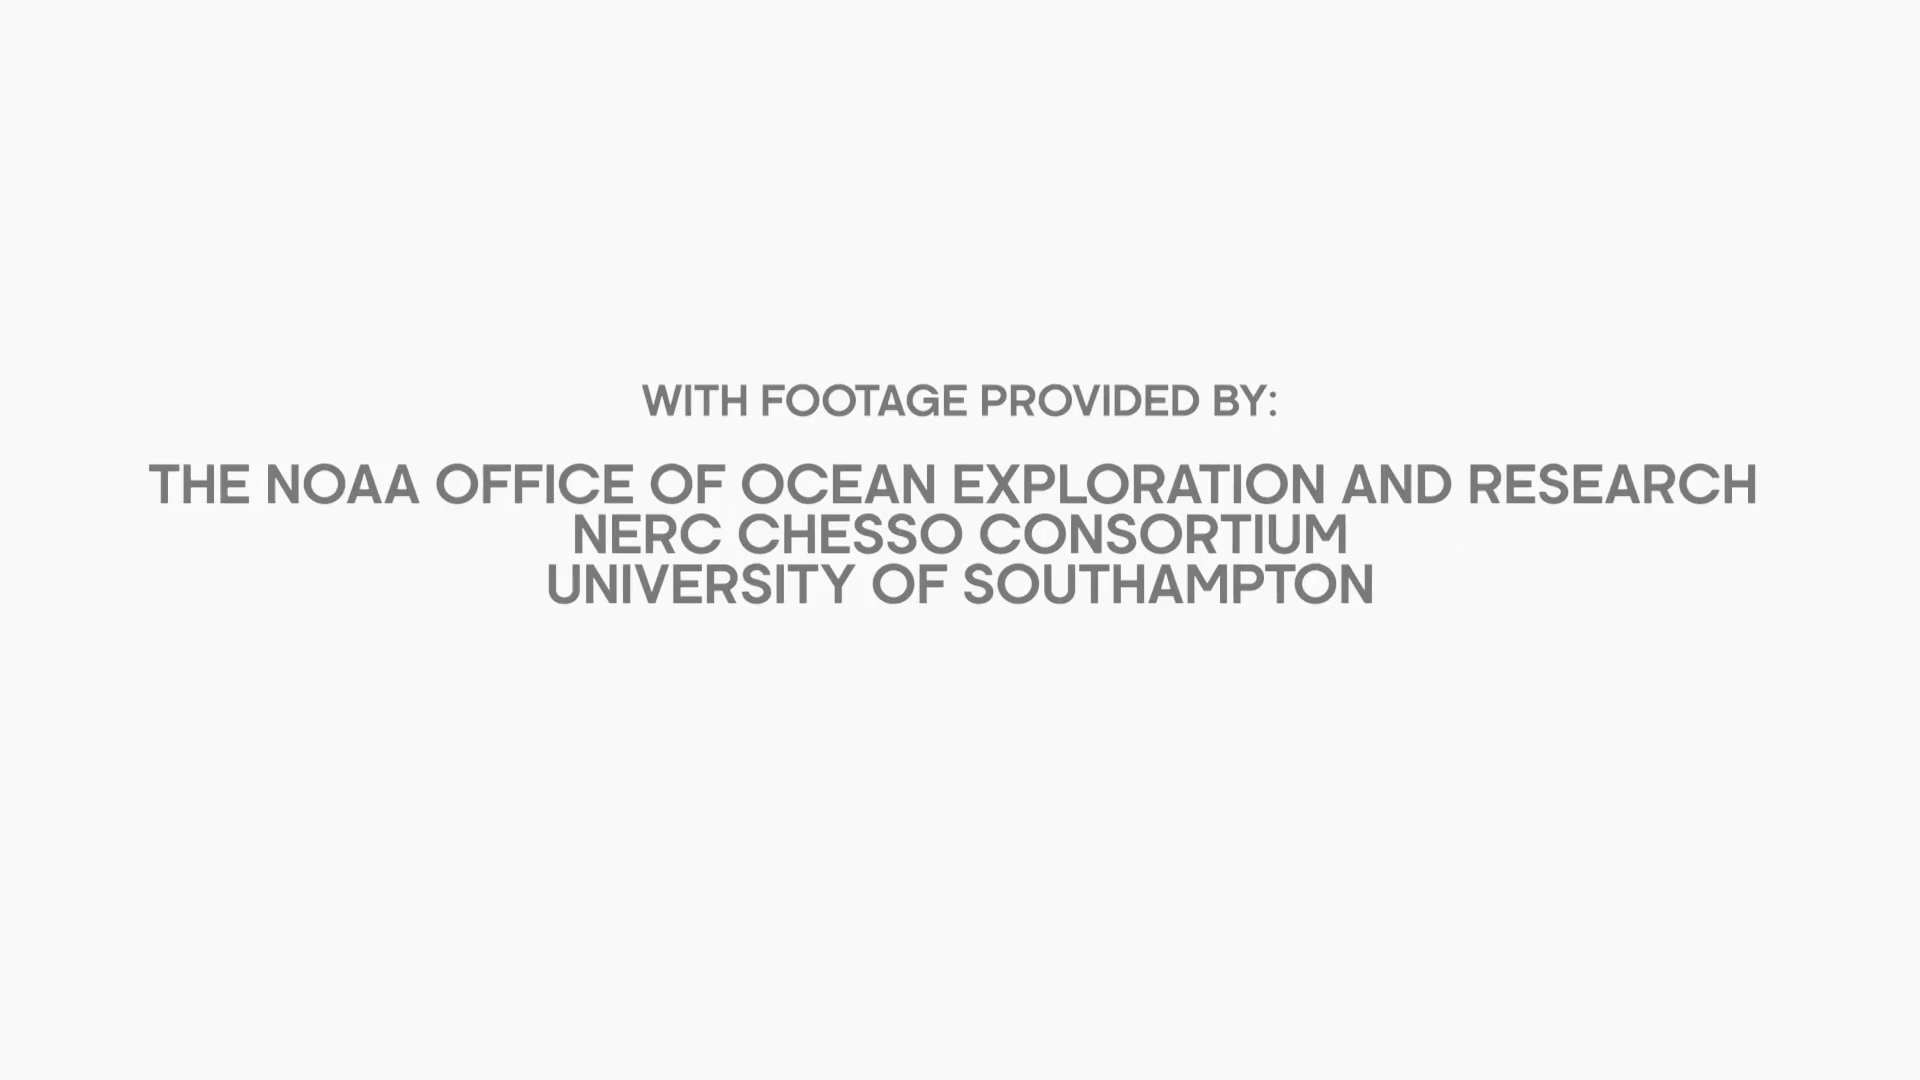 WITH FOOTAGE PROVIDED BY:
THE NOAA OFFICE OF OCEAN EXPLORATION AND RESEARCH
NERC CHESSO CONSORTIUM
UNIVERSITY OF SOUTHAMPTON